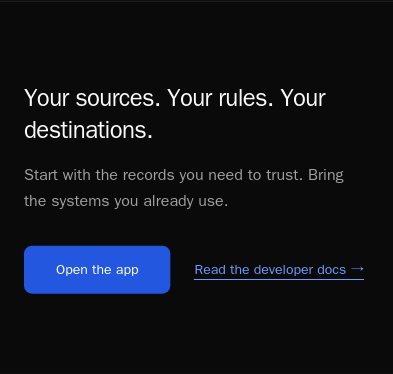 Your sources. Your rules. Your
destinations.
Start with the records you need to trust. Bring
the systems you already use.
Open the app
Read the developer docs →